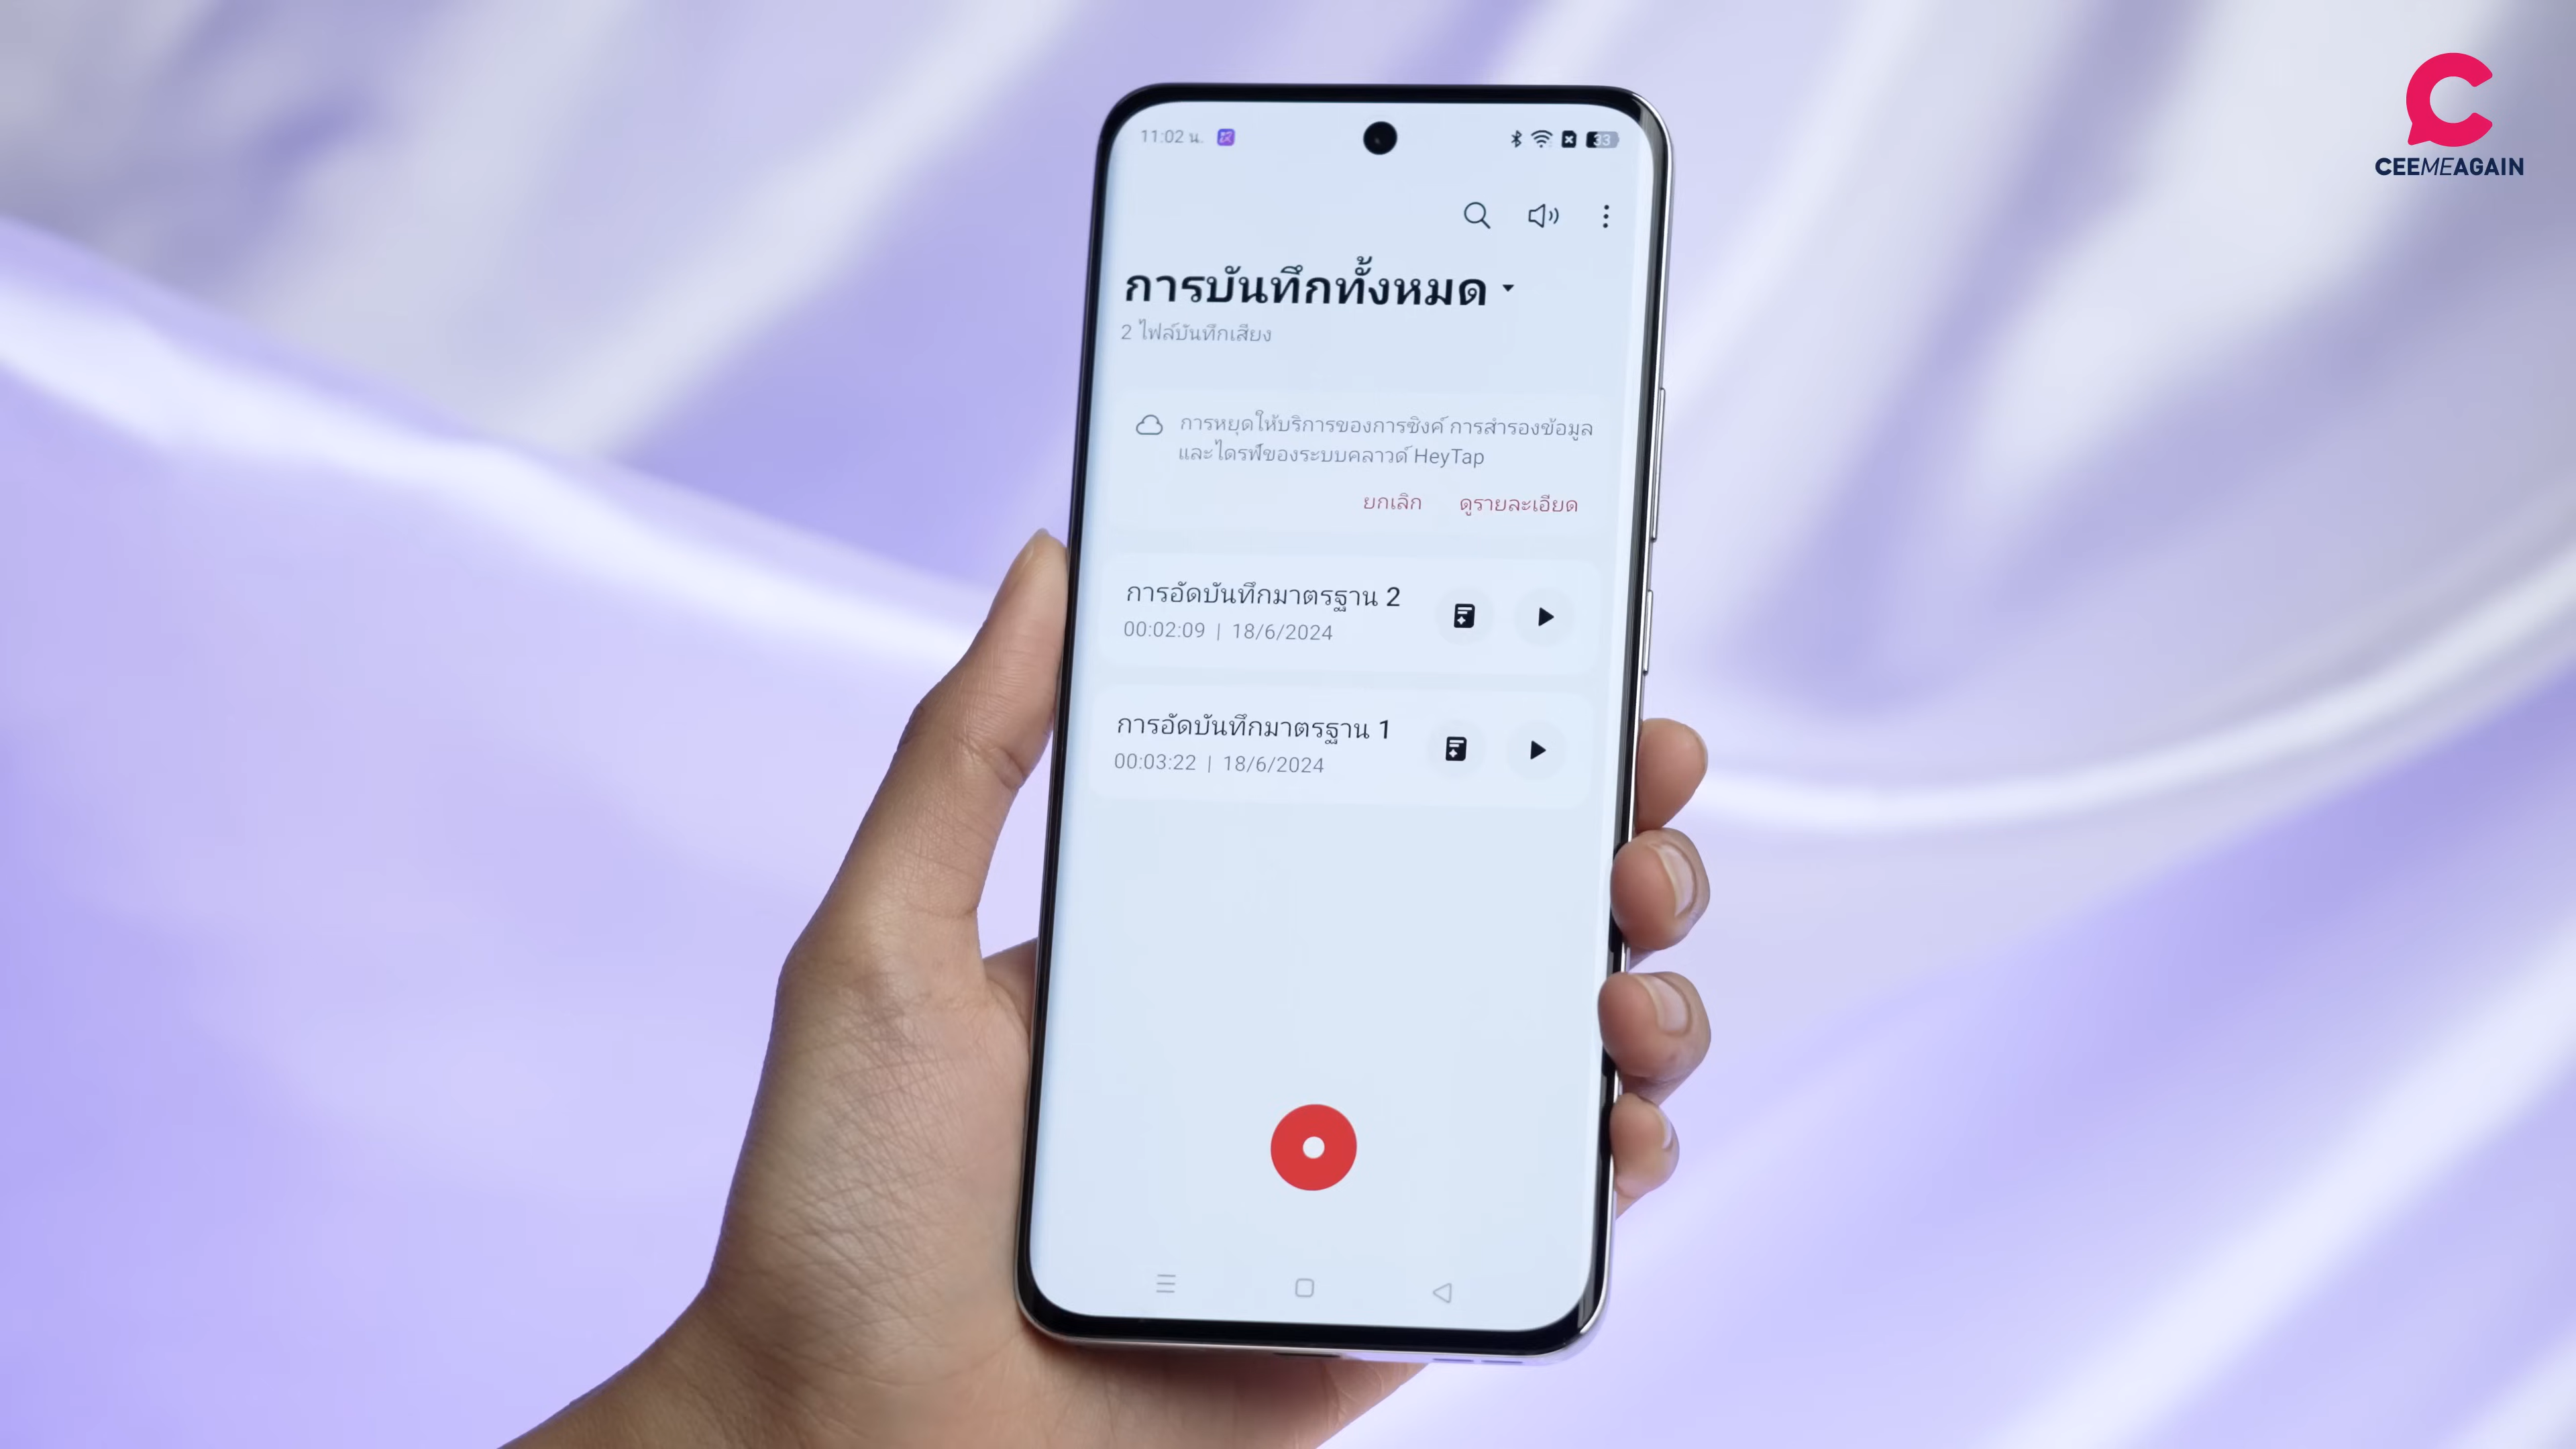 CEEMEAGAIN
11:02 น.
33
การบันทึกทั้งหมด
2 ไฟล์บันทึกเสียง
การหยุดให้บริการของการซิงค์ การสำรองข้อมูล
และไดรฟ์ของระบบคลาวด์ HeyTap
ยกเลิก ดูรายละเอียด
การอัดบันทึกมาตรฐาน 2
00:02:09 | 18/6/2024
การอัดบันทึกมาตรฐาน 1
00:03:22 | 18/6/2024